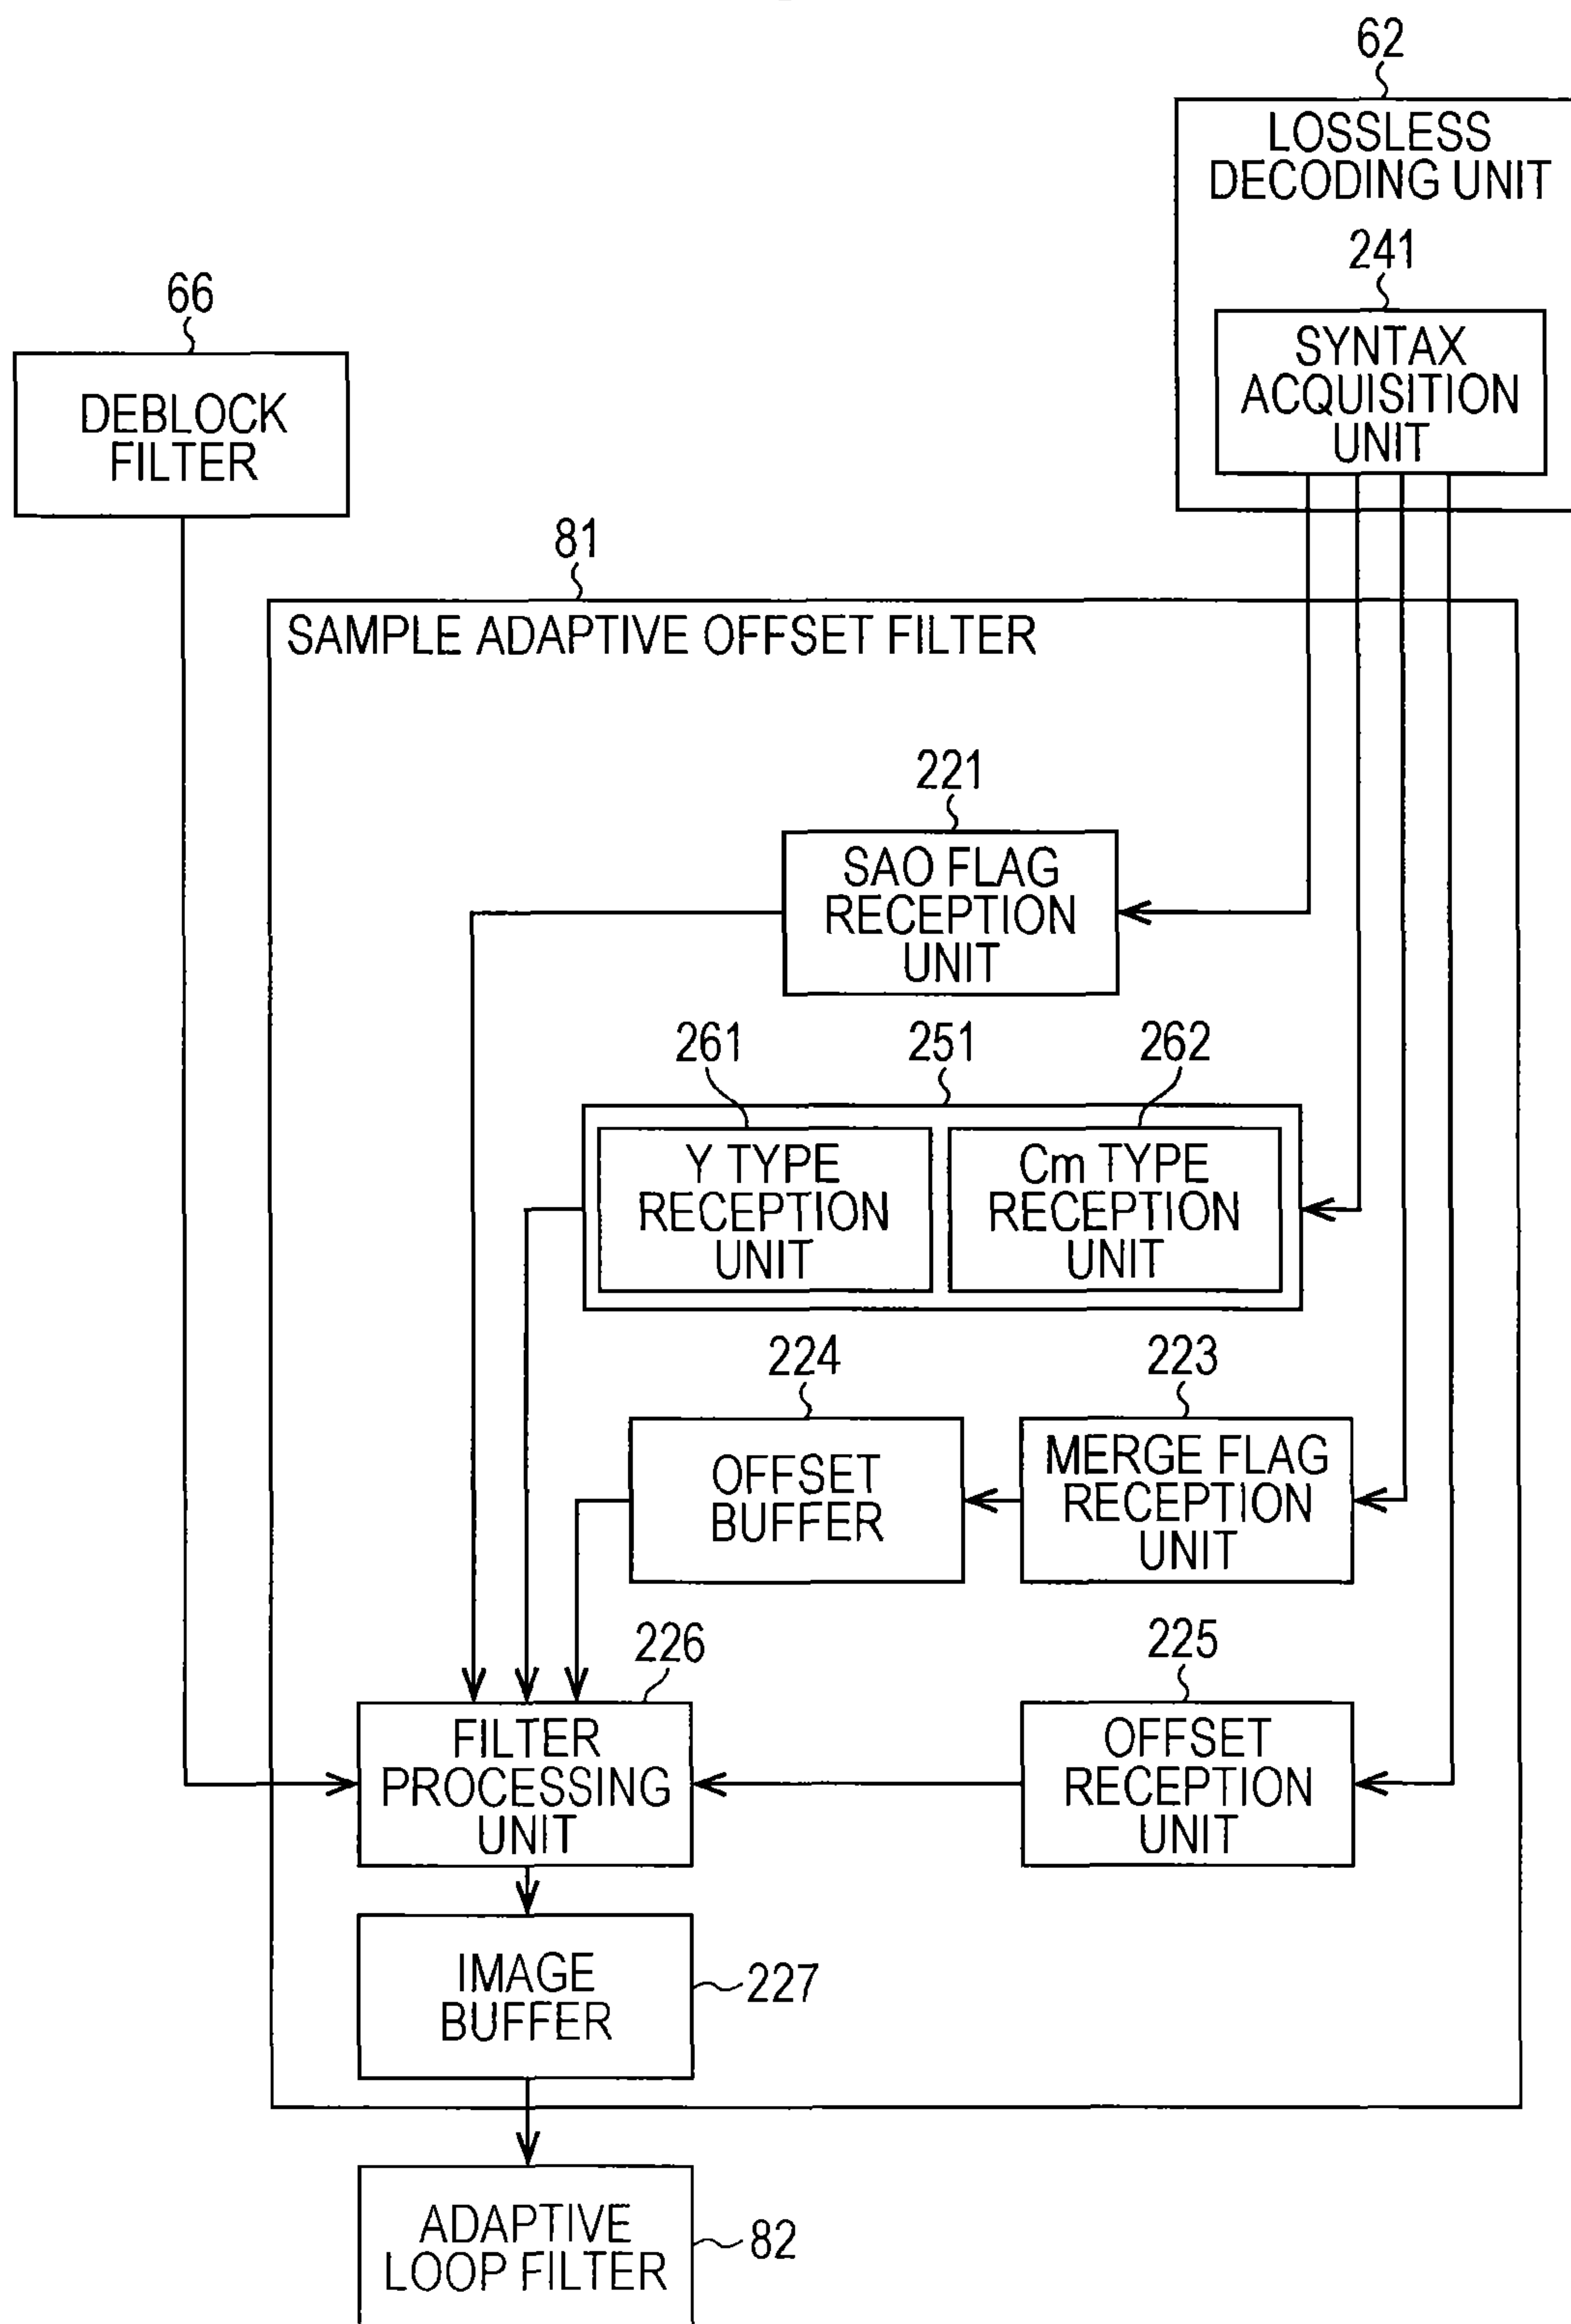 62
LOSSLESS
DECODING UNIT
241
SYNTAX
ACQUISITION
UNIT
66
DEBLOCK
FILTER
81
SAMPLE ADAPTIVE OFFSET FILTER
221
SAO FLAG
RECEPTION
UNIT
261
251
262
Y TYPE
RECEPTION
UNIT
Cm TYPE
RECEPTION
UNIT
224
223
OFFSET
BUFFER
MERGE FLAG
RECEPTION
UNIT
226
225
FILTER
PROCESSING
UNIT
OFFSET
RECEPTION
UNIT
IMAGE
BUFFER
227
ADAPTIVE
LOOP FILTER
82